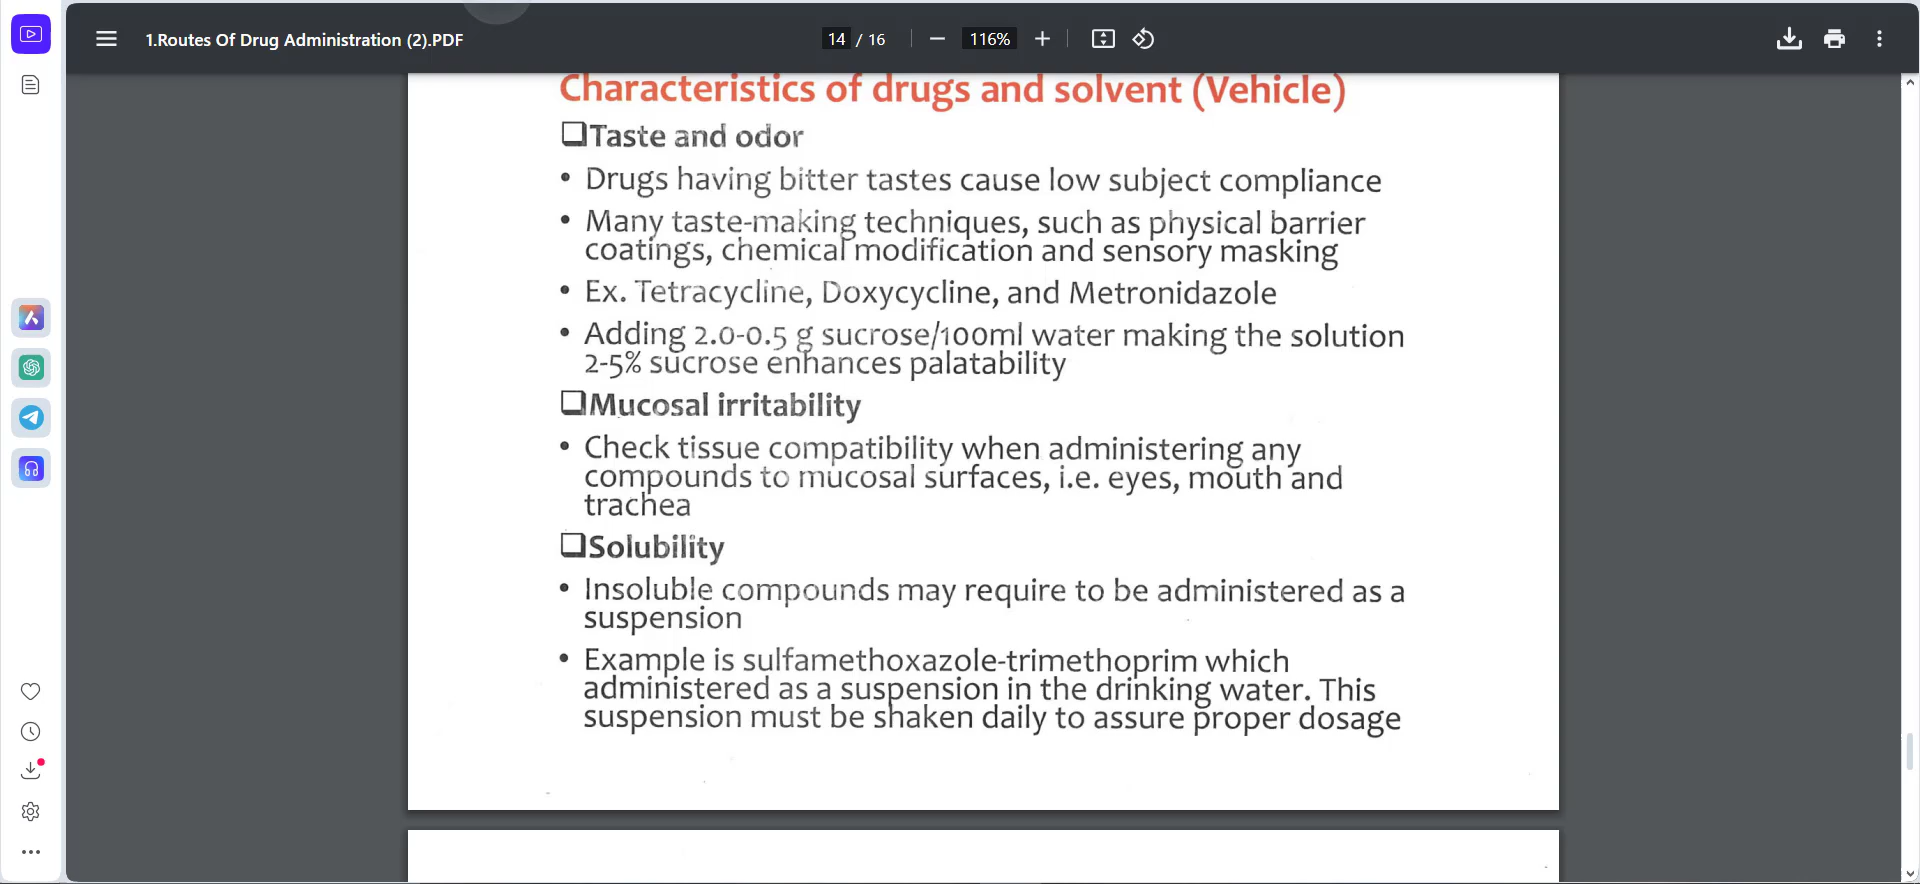 1.Routes Of Drug Administration (2).PDF
14 / 16
116%
Characteristics of drugs and solvent (Vehicle)
❑Taste and odor
• Drugs having bitter tastes cause low subject compliance
• Many taste-making techniques, such as physical barrier
coatings, chemical modification and sensory masking
• Ex. Tetracycline, Doxycycline, and Metronidazole
• Adding 2.0-0.5 g sucrose/100ml water making the solution
2-5% sucrose enhances palatability
❑Mucosal irritability
• Check tissue compatibility when administering any
compounds to mucosal surfaces, i.e. eyes, mouth and
trachea
❑Solubility
• Insoluble compounds may require to be administered as a
suspension
• Example is sulfamethoxazole-trimethoprim which
administered as a suspension in the drinking water. This
suspension must be shaken daily to assure proper dosage